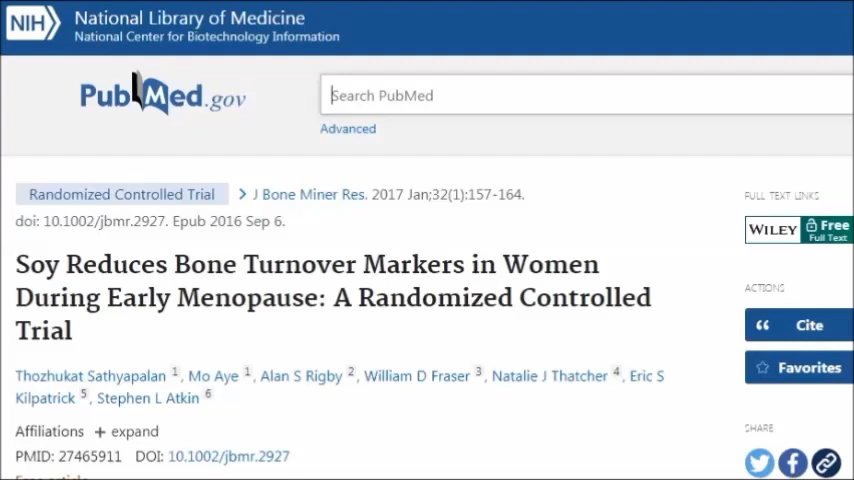 NIH
National Library of Medicine
National Center for Biotechnology Information
PubMed.gov
Search PubMed
Advanced
Randomized Controlled Trial
J Bone Miner Res. 2017 Jan;32(1):157-164.
doi: 10.1002/jbmr.2927. Epub 2016 Sep 6.
Soy Reduces Bone Turnover Markers in Women
During Early Menopause: A Randomized Controlled
Trial
Thozhukat Sathyapalan 1, Mo Aye 1, Alan S Rigby 2, William D Fraser 3, Natalie J Thatcher 4, Eric S
Kilpatrick 5, Stephen L Atkin 6
Affiliations + expand
PMID: 27465911 DOI: 10.1002/jbmr.2927
Free article
FULL TEXT LINKS
WILEY Free
Full Text
ACTIONS
Cite
Favorites
SHARE